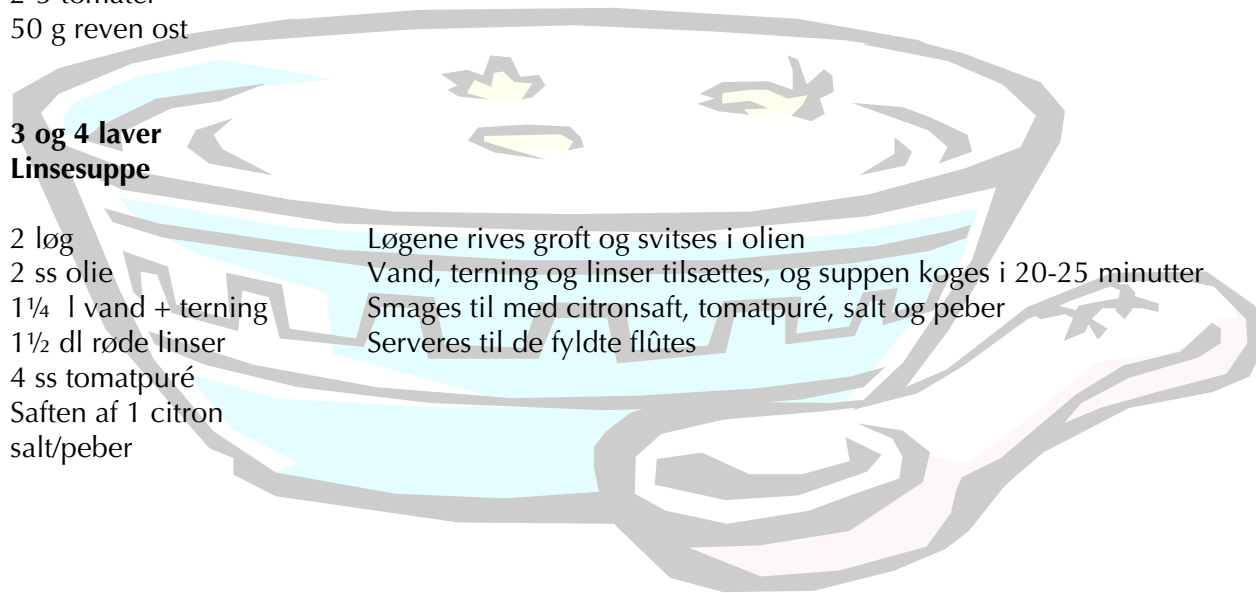 50 g reven ost
3 og 4 laver
Linsesuppe
2 løg
2 ss olie
1¼ l vand + terning
1½ dl røde linser
4 ss tomatpuré
Saften af 1 citron
salt/peber
Løgene rives groft og svitses i olien
Vand, terning og linser tilsættes, og suppen koges i 20-25 minutter
Smages til med citronsaft, tomatpuré, salt og peber
Serveres til de fyldte flûtes